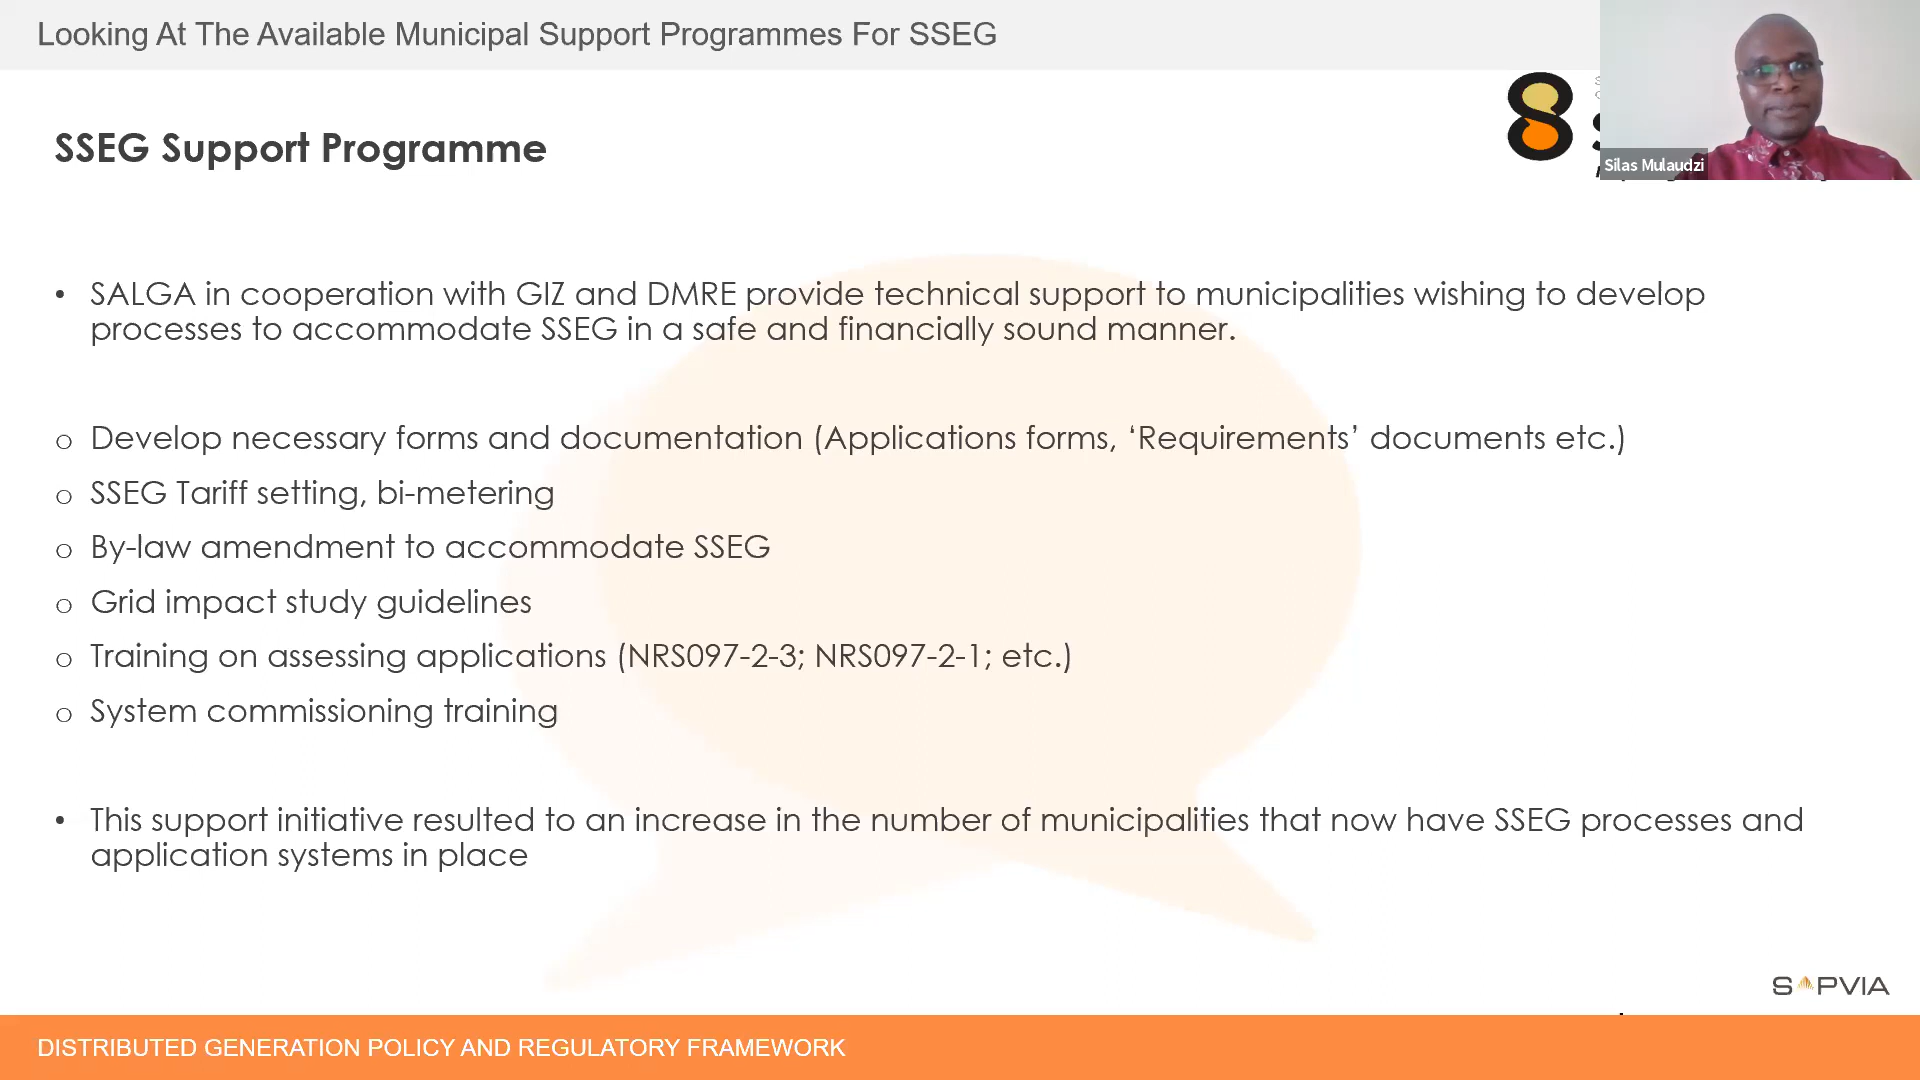 Looking At The Available Municipal Support Programmes For SSEG
Silas Mulaudzi
SSEG Support Programme
• SALGA in cooperation with GIZ and DMRE provide technical support to municipalities wishing to develop
processes to accommodate SSEG in a safe and financially sound manner.
o Develop necessary forms and documentation (Applications forms, ‘Requirements’ documents etc.)
o SSEG Tariff setting, bi-metering
o By-law amendment to accommodate SSEG
o Grid impact study guidelines
o Training on assessing applications (NRS097-2-3; NRS097-2-1; etc.)
o System commissioning training
• This support initiative resulted to an increase in the number of municipalities that now have SSEG processes and
application systems in place
SAPVIA
DISTRIBUTED GENERATION POLICY AND REGULATORY FRAMEWORK